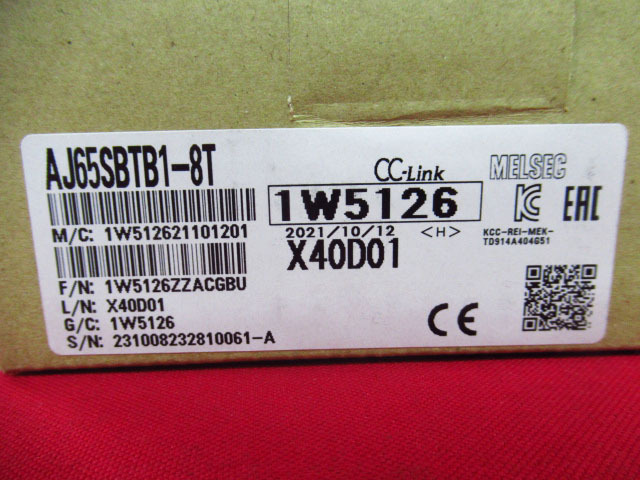 AJ65SBTB1-8T
CC-Link
MELSEC
M/C: 1W512621101201
1W5126
2021/10/12 <H>
X40D01
KCC-REI-MEK-
TD914A404G51
EAC
F/N: 1W5126ZZACGBU
L/N: X40D01
G/C: 1W5126
S/N: 231008232810061-A
CE